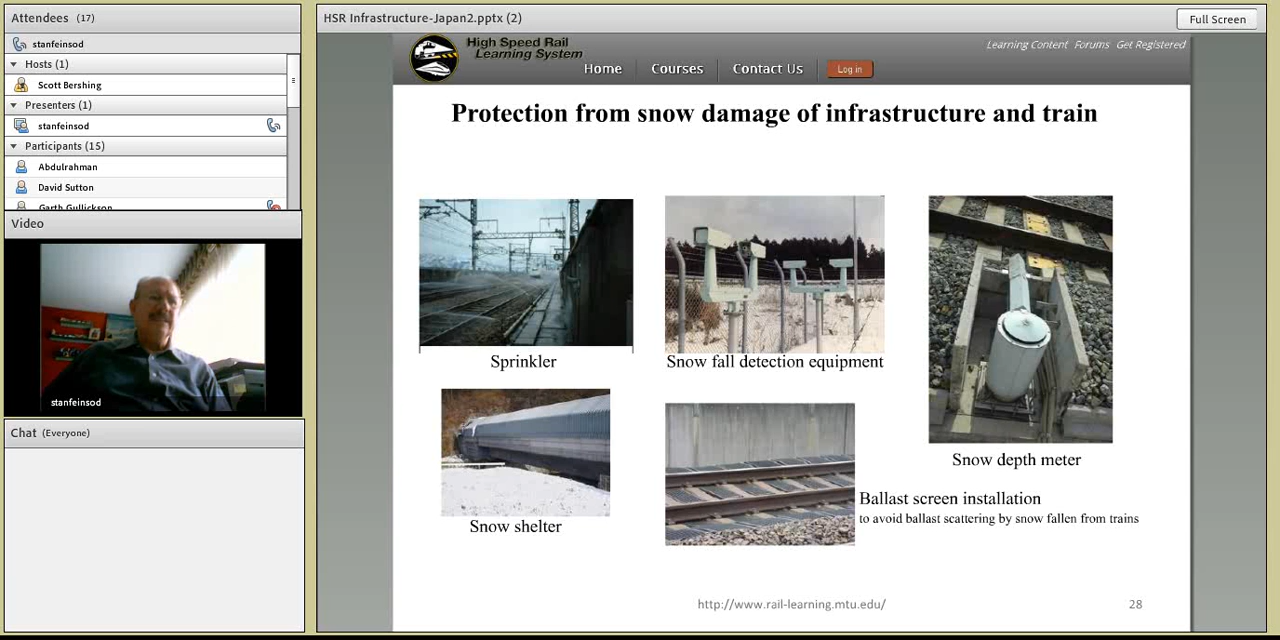 Attendees (17)
stanfeinsod
Hosts (1)
Scott Bershing
Presenters (1)
stanfeinsod
Participants (15)
Abdulrahman
David Sutton
Garth Gullickson
Video
stanfeinsod
Chat (Everyone)
HSR Infrastructure-Japan2.pptx (2)
Full Screen
High Speed Rail
Learning System
Learning Content Forums Get Registered
Home Courses Contact Us Log in
Protection from snow damage of infrastructure and train
Sprinkler
Snow fall detection equipment
Snow depth meter
Snow shelter
Ballast screen installation
to avoid ballast scattering by snow fallen from trains
http://www.rail-learning.mtu.edu/
28